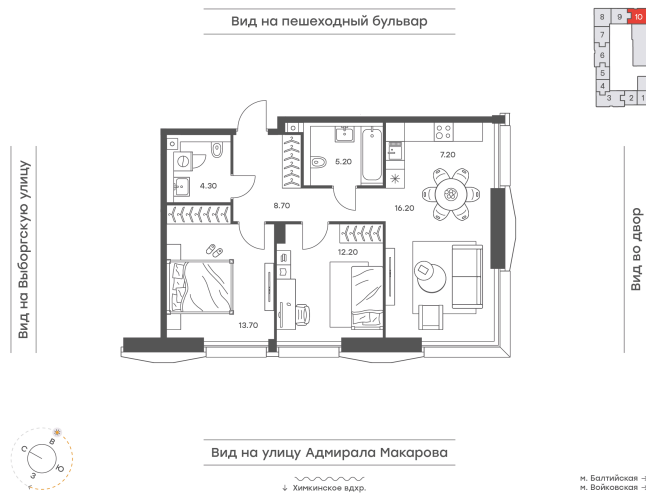 Вид на пешеходный бульвар
8 9 10
7
6
5
4
3 2 1
5.20
7.20
4.30
8.70
16.20
12.20
13.70
Вид на Выборгскую улицу
Вид во двор
Вид на улицу Адмирала Макарова
↓ Химкинское вдхр.
С В
З Ю
м. Балтийская →
м. Войковская →